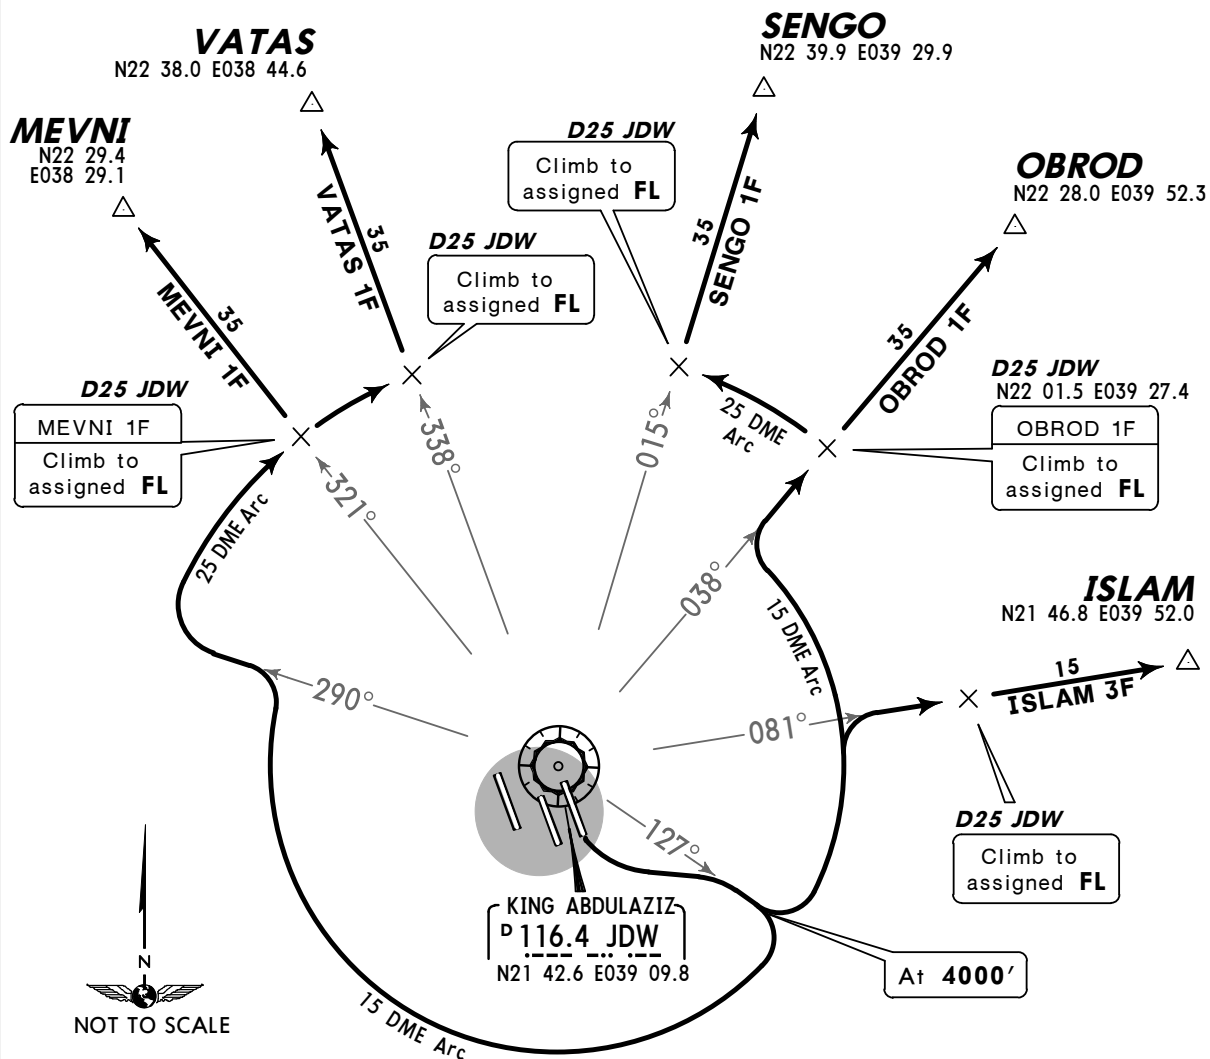 VATAS
N22 38.0 E038 44.6
SENGO
N22 39.9 E039 29.9
MEVNI
N22 29.4
E038 29.1
OBROD
N22 28.0 E039 52.3
D25 JDW
Climb to
assigned FL
35
VATAS 1F
35
SENGO 1F
D25 JDW
Climb to
assigned FL
35
MEVNI 1F
35
OBROD 1F
D25 JDW
MEVNI 1F
Climb to
assigned FL
D25 JDW
N22 01.5 E039 27.4
OBROD 1F
Climb to
assigned FL
25 DME
Arc
338°
015°
321°
25 DME Arc
038°
15 DME Arc
ISLAM
N21 46.8 E039 52.0
15
ISLAM 3F
290°
081°
D25 JDW
Climb to
assigned FL
127°
KING ABDULAZIZ
D 116.4 JDW
N21 42.6 E039 09.8
At 4000'
15 DME Arc
N
NOT TO SCALE